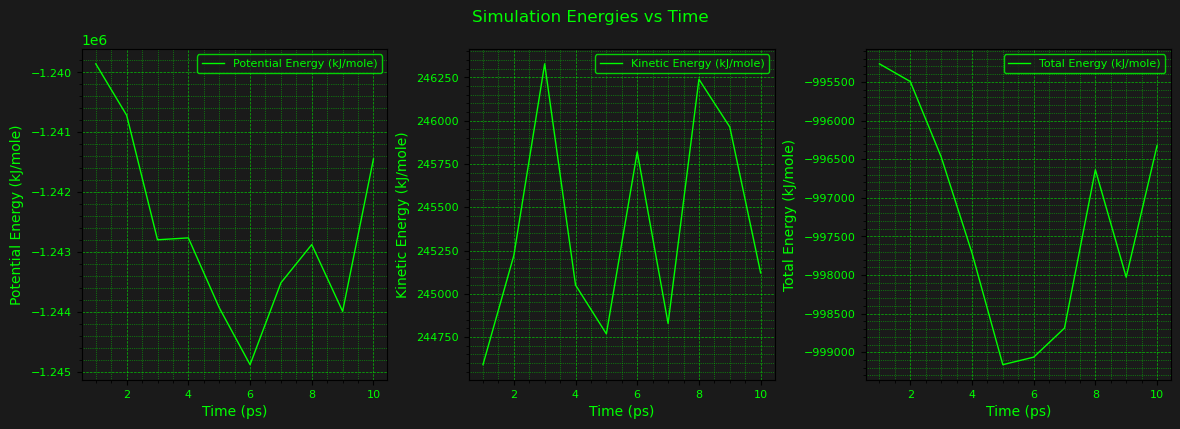 Simulation Energies vs Time
1e6
Potential Energy (kJ/mole)
−1.240
−1.241
−1.242
−1.243
−1.244
−1.245
2 4 6 8 10
Time (ps)
Potential Energy (kJ/mole)
Kinetic Energy (kJ/mole)
246250
246000
245750
245500
245250
245000
244750
2 4 6 8 10
Time (ps)
Kinetic Energy (kJ/mole)
Total Energy (kJ/mole)
−995500
−996000
−996500
−997000
−997500
−998000
−998500
−999000
2 4 6 8 10
Time (ps)
Total Energy (kJ/mole)